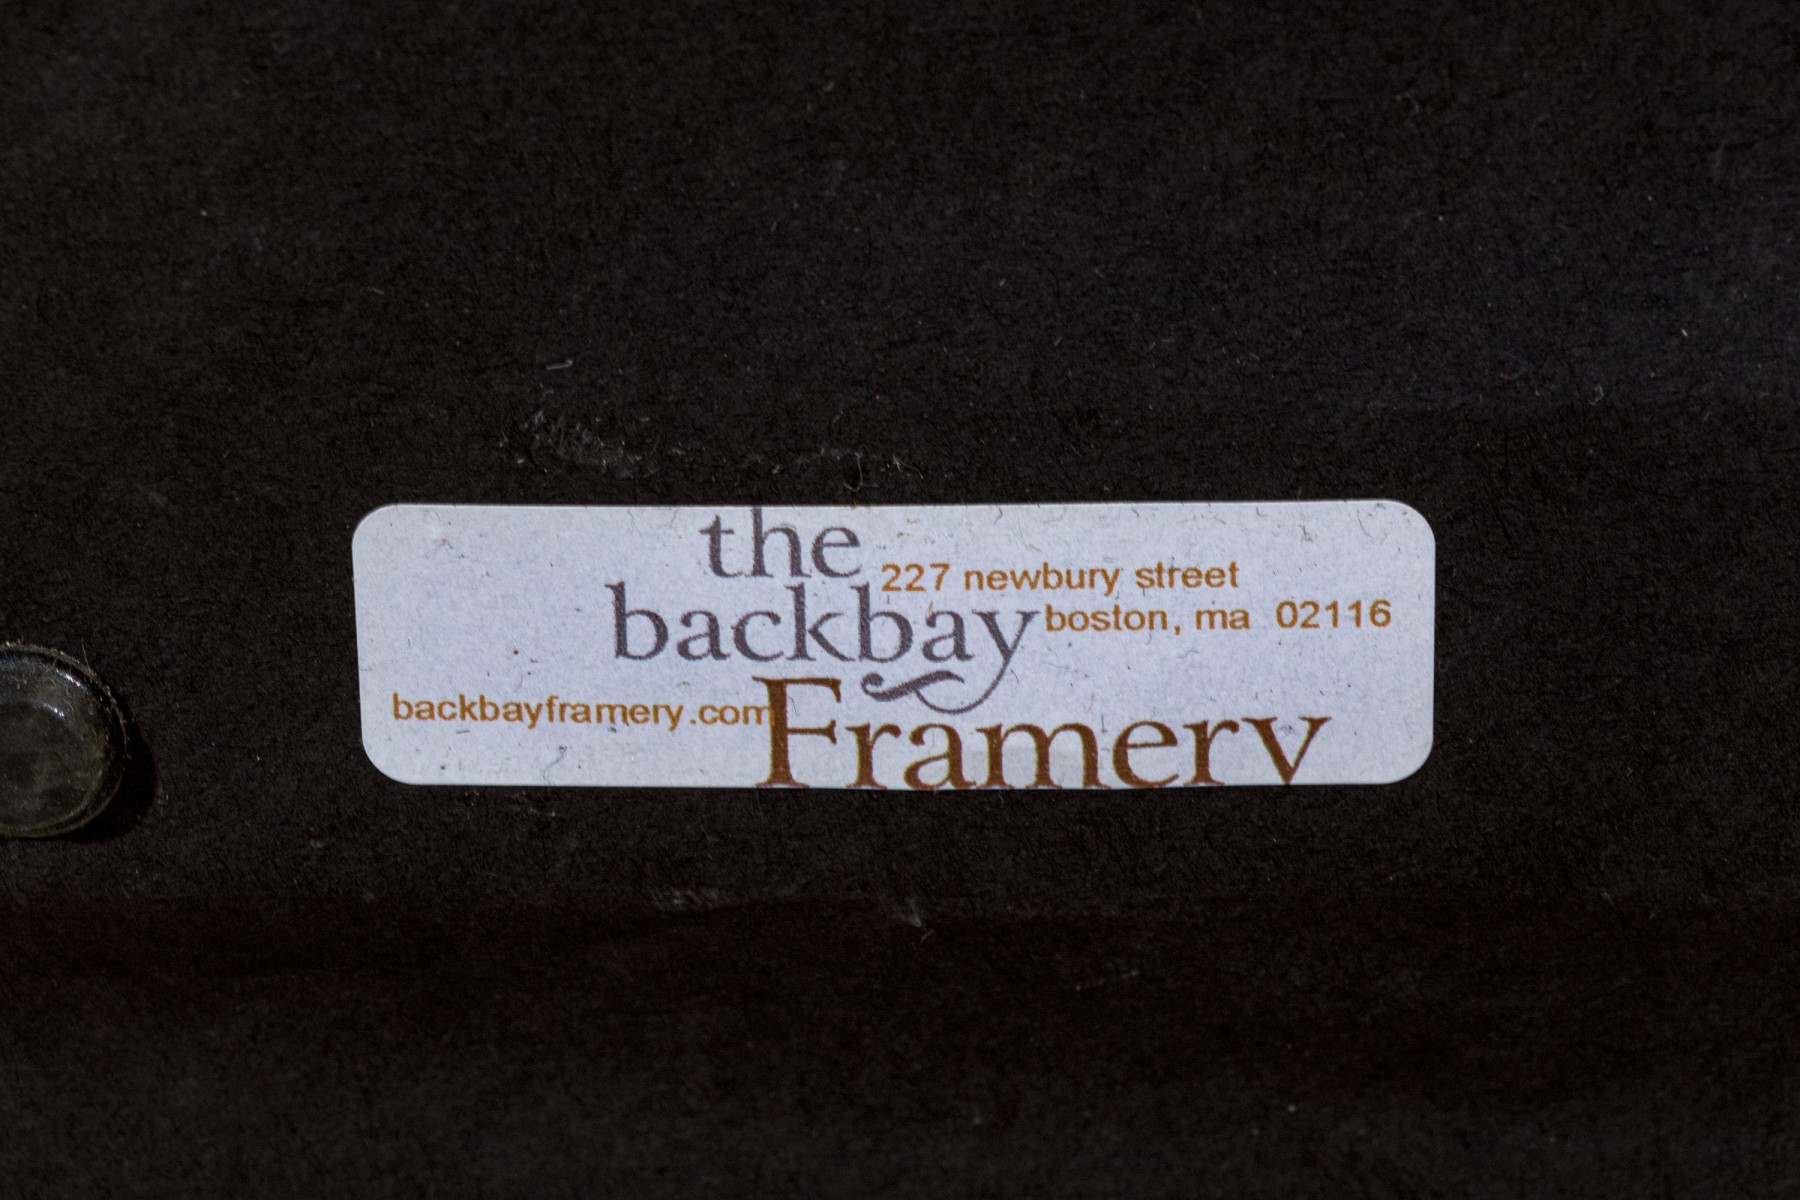 the
227 newbury street
backbay
boston, ma 02116
backbayframery.com
Framery